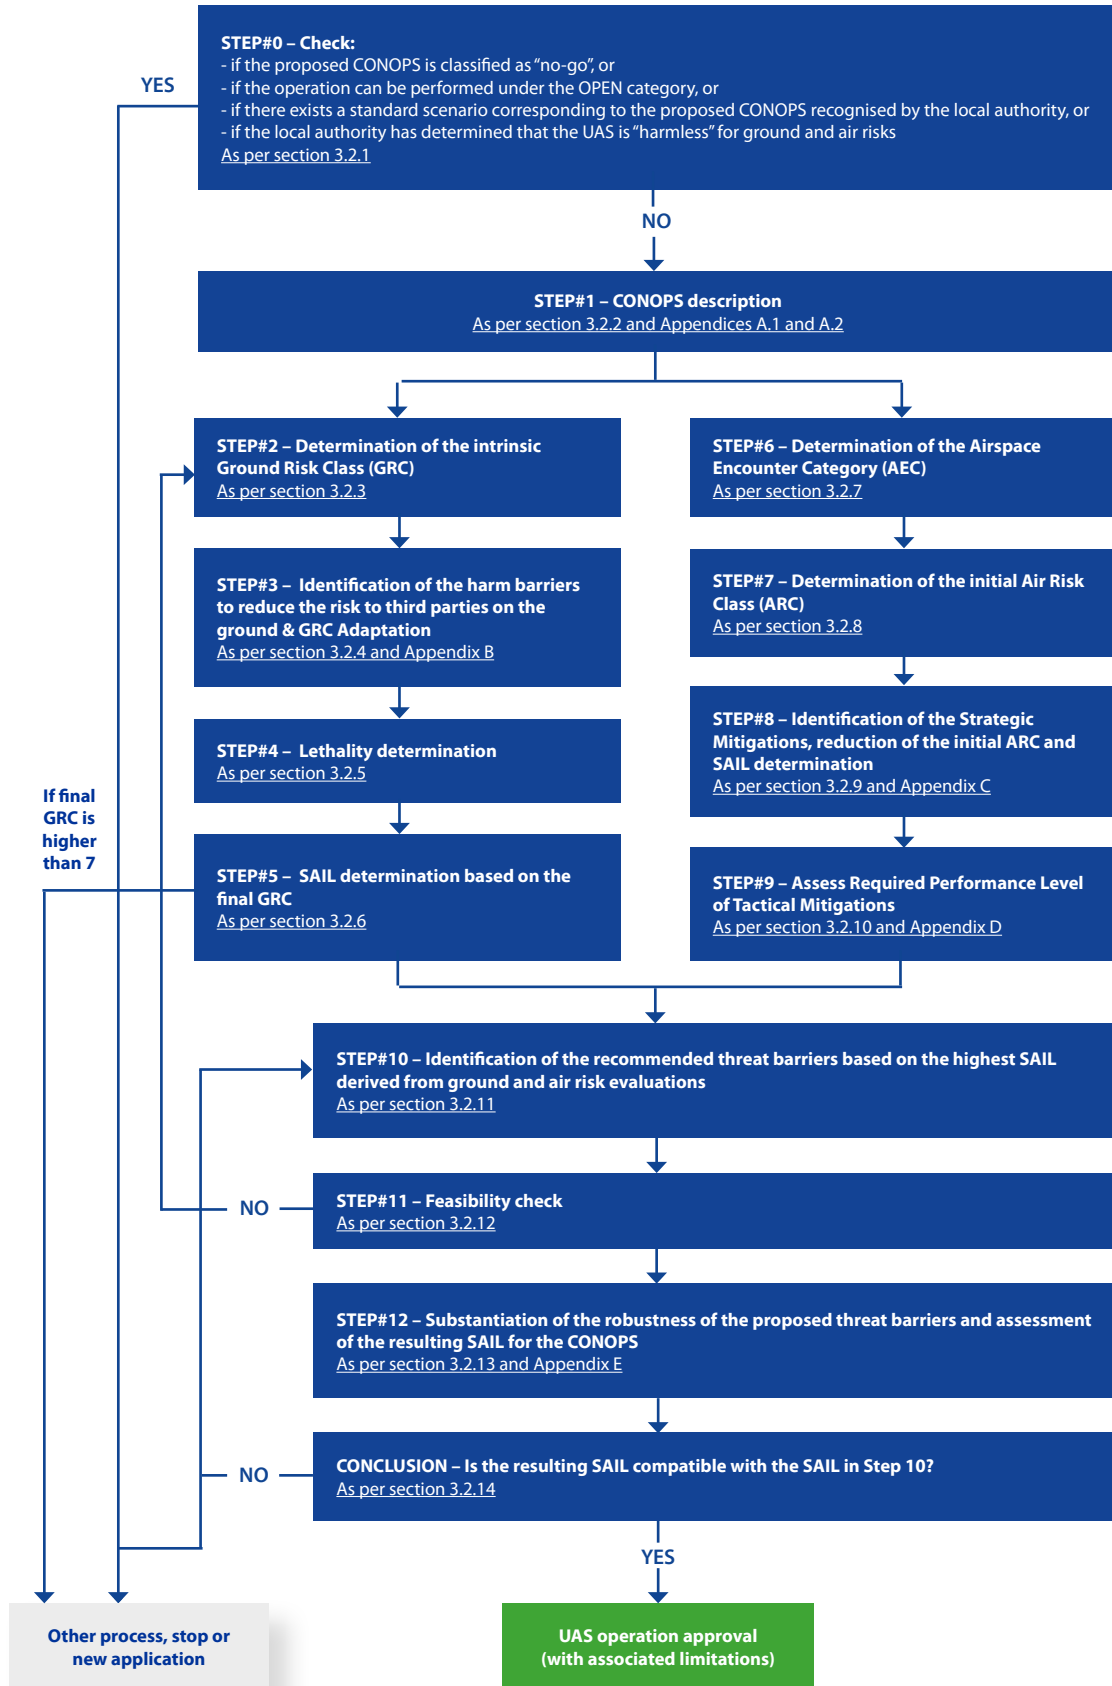 STEP#0 – Check:
- if the proposed CONOPS is classified as “no-go”, or
- if the operation can be performed under the OPEN category, or
- if there exists a standard scenario corresponding to the proposed CONOPS recognised by the local authority, or
- if the local authority has determined that the UAS is “harmless” for ground and air risks
As per section 3.2.1
YES
NO
STEP#1 – CONOPS description
As per section 3.2.2 and Appendices A.1 and A.2
STEP#2 – Determination of the intrinsic
Ground Risk Class (GRC)
As per section 3.2.3
STEP#3 – Identification of the harm barriers
to reduce the risk to third parties on the
ground & GRC Adaptation
As per section 3.2.4 and Appendix B
STEP#4 – Lethality determination
As per section 3.2.5
If final
GRC is
higher
than 7
STEP#5 – SAIL determination based on the
final GRC
As per section 3.2.6
STEP#6 – Determination of the Airspace
Encounter Category (AEC)
As per section 3.2.7
STEP#7 – Determination of the initial Air Risk
Class (ARC)
As per section 3.2.8
STEP#8 – Identification of the Strategic
Mitigations, reduction of the initial ARC and
SAIL determination
As per section 3.2.9 and Appendix C
STEP#9 – Assess Required Performance Level
of Tactical Mitigations
As per section 3.2.10 and Appendix D
STEP#10 – Identification of the recommended threat barriers based on the highest SAIL
derived from ground and air risk evaluations
As per section 3.2.11
NO
STEP#11 – Feasibility check
As per section 3.2.12
STEP#12 – Substantiation of the robustness of the proposed threat barriers and assessment
of the resulting SAIL for the CONOPS
As per section 3.2.13 and Appendix E
NO
CONCLUSION – Is the resulting SAIL compatible with the SAIL in Step 10?
As per section 3.2.14
YES
Other process, stop or
new application
UAS operation approval
(with associated limitations)